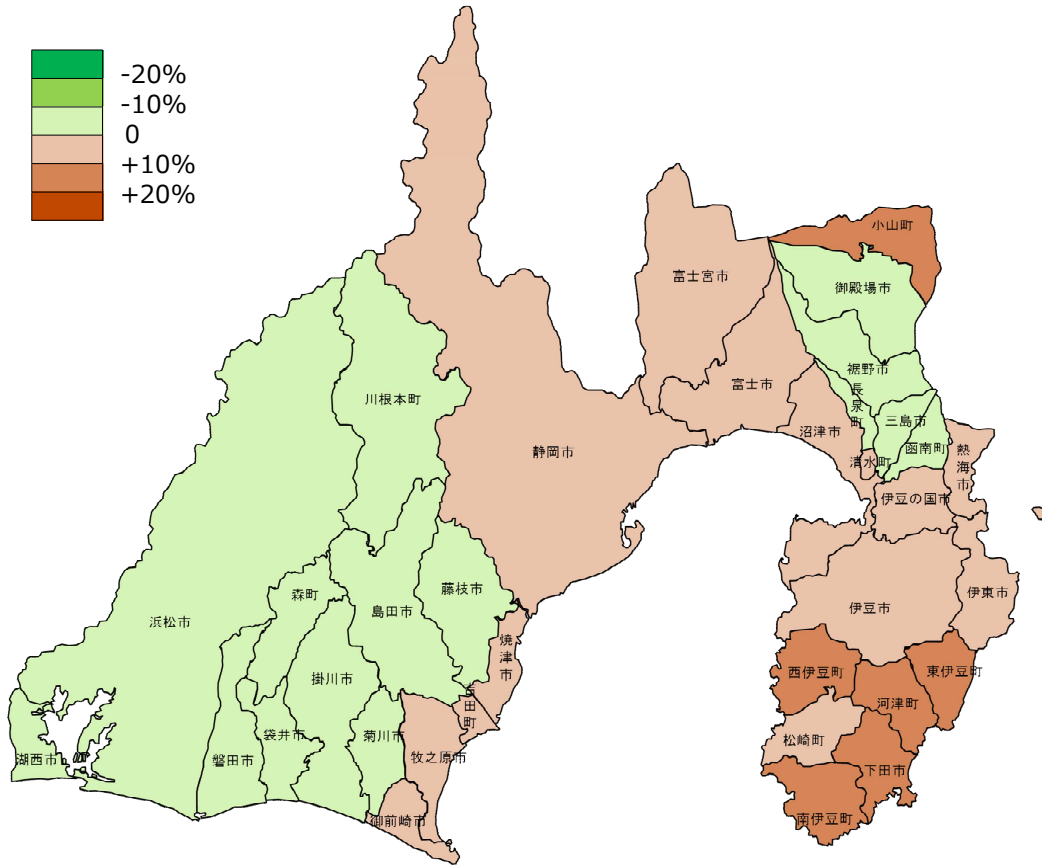 -20%
-10%
0
+10%
+20%
小山町
御殿場市
富士宮市
裾野市
長泉町
富士市
三島市
函南町
沼津市
清水町
熱海市
伊豆の国市
川根本町
静岡市
藤枝市
森町
島田市
浜松市
伊豆市
伊東市
焼津市
西伊豆町
東伊豆町
掛川市
吉田町
河津町
袋井市
菊川市
松崎町
湖西市
磐田市
牧之原市
下田市
御前崎市
南伊豆町